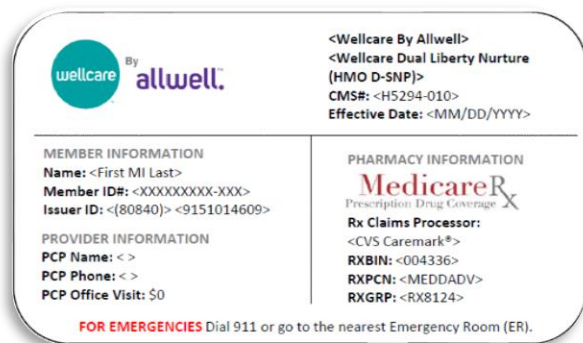 wellcare
By
allwell.
<Wellcare By Allwell>
<Wellcare Dual Liberty Nurture
(HMO D-SNP)>
CMS#: <H5294-010>
Effective Date: <MM/DD/YYYY>
MEMBER INFORMATION
Name: <First MI Last>
Member ID#: <XXXXXXXXX-XXX>
Issuer ID: <(80840)> <9151014609>
PROVIDER INFORMATION
PCP Name: < >
PCP Phone: < >
PCP Office Visit: $0
PHARMACY INFORMATION
MedicareRx
Prescription Drug Coverage
Rx Claims Processor:
<CVS Caremark®>
RXBIN: <004336>
RXPCN: <MEDDADV>
RXGRP: <RX8124>
FOR EMERGENCIES Dial 911 or go to the nearest Emergency Room (ER).